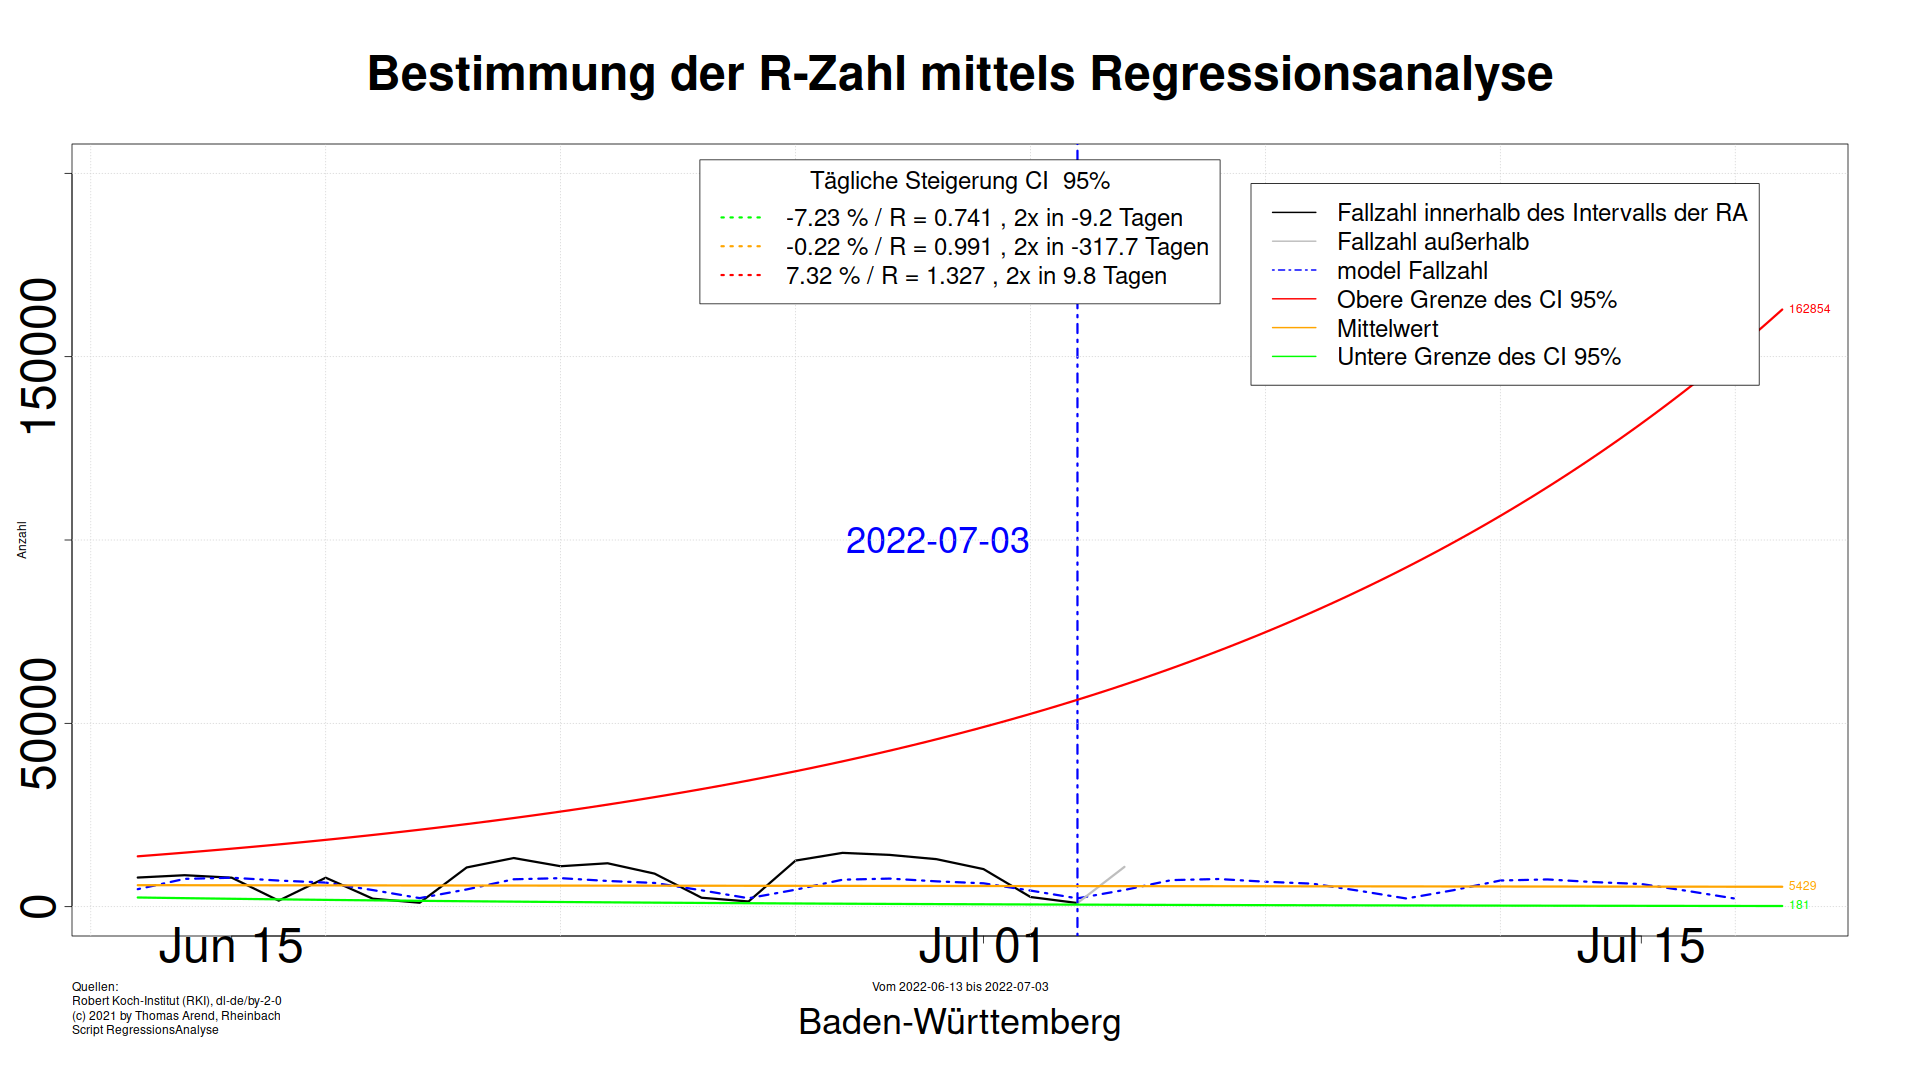 Bestimmung der R-Zahl mittels Regressionsanalyse
Tägliche Steigerung CI  95%
-7.23 % / R = 0.741 , 2x in -9.2 Tagen
-0.22 % / R = 0.991 , 2x in -317.7 Tagen
7.32 % / R = 1.327 , 2x in 9.8 Tagen
Fallzahl innerhalb des Intervalls der RA
Fallzahl außerhalb
model Fallzahl
Obere Grenze des CI 95%
Mittelwert
Untere Grenze des CI 95%
162854
150000
2022-07-03
Anzahl
50000
0
5429
181
Jun 15
Jul 01
Jul 15
Quellen:
Robert Koch-Institut (RKI), dl-de/by-2-0
(c) 2021 by Thomas Arend, Rheinbach
Script RegressionsAnalyse
Vom 2022-06-13 bis 2022-07-03
Baden-Württemberg